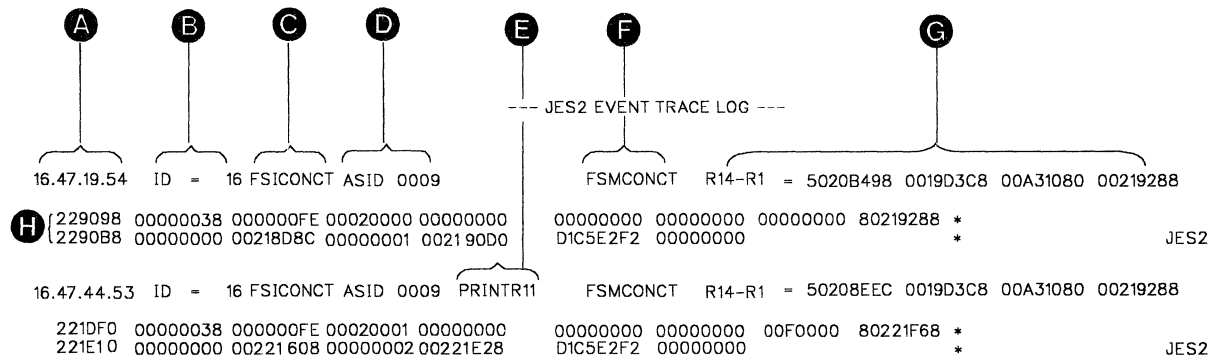 A B C D E F G
--- JES2 EVENT TRACE LOG ---
16.47.19.54 ID = 16 FSICONCT ASID 0009 FSMCONCT R14-R1 = 5020B498 0019D3C8 00A31080 00219288
H
229098 00000038 000000FE 00020000 00000000 00000000 00000000 00000000 80219288 *
2290B8 00000000 00218D8C 00000001 002190D0 D1C5E2F2 00000000 * JES2
16.47.44.53 ID = 16 FSICONCT ASID 0009 PRINTR11 FSMCONCT R14-R1 = 50208EEC 0019D3C8 00A31080 00219288
221DF0 00000038 000000FE 00020001 00000000 00000000 00000000 00F0000 80221F68 *
221E10 00000000 00221608 00000002 00221E28 D1C5E2F2 00000000 * JES2